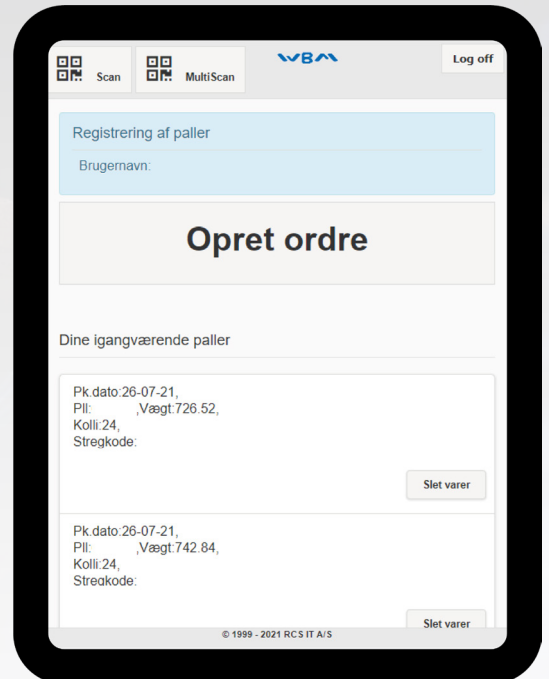 Scan
MultiScan
WBM
Log off
Registrering af paller
Brugernavn:
Opret ordre
Dine igangværende paller
Pk.dato:26-07-21,
Pll: ,Vægt:726.52,
Kolli:24,
Stregkode:
Slet varer
Pk.dato:26-07-21,
Pll: ,Vægt:742.84,
Kolli:24,
Stregkode:
Slet varer
© 1999 - 2021 RCS IT A/S